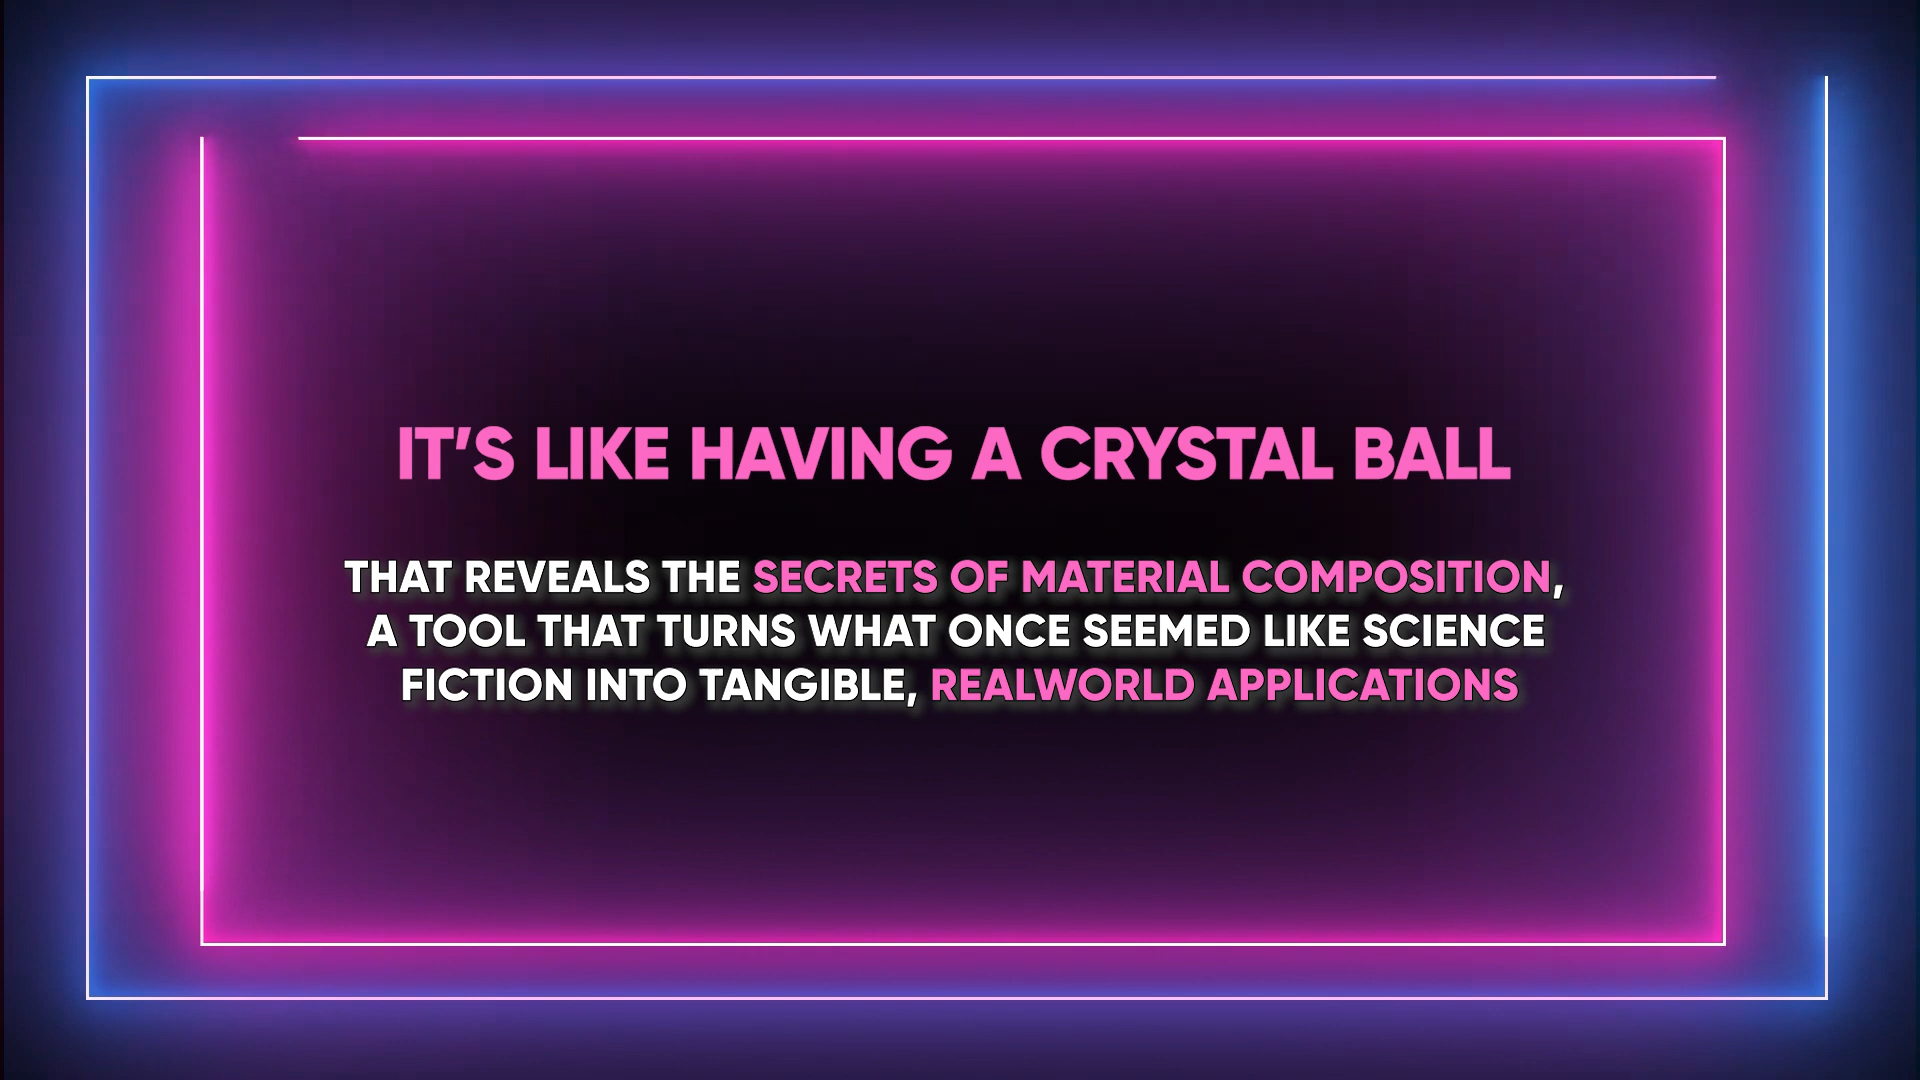 IT’S LIKE HAVING A CRYSTAL BALL
THAT REVEALS THE SECRETS OF MATERIAL COMPOSITION,
A TOOL THAT TURNS WHAT ONCE SEEMED LIKE SCIENCE
FICTION INTO TANGIBLE, REALWORLD APPLICATIONS